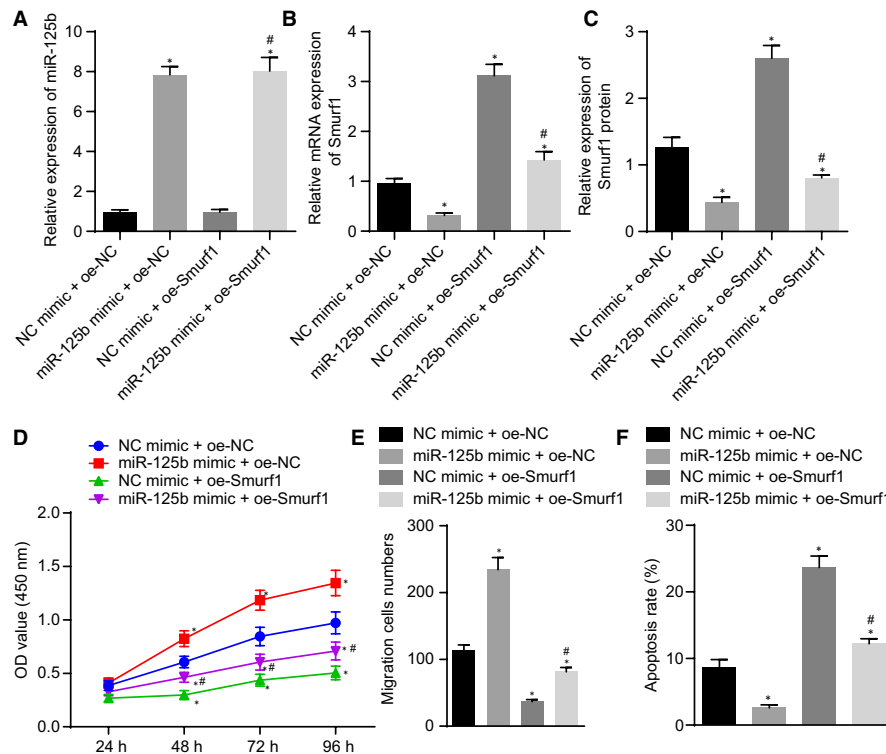 A
Relative expression of miR-125b
10
8
6
4
2
0
*
#
*
NC mimic + oe-NC
miR-125b mimic + oe-NC
NC mimic + oe-Smurf1
miR-125b mimic + oe-Smurf1
B
Relative mRNA expression
of Smurf1
4
3
2
1
0
*
*
#
*
NC mimic + oe-NC
miR-125b mimic + oe-NC
NC mimic + oe-Smurf1
miR-125b mimic + oe-Smurf1
C
Relative expression of
Smurf1 protein
3
2
1
0
*
*
#
*
NC mimic + oe-NC
miR-125b mimic + oe-NC
NC mimic + oe-Smurf1
miR-125b mimic + oe-Smurf1
D
NC mimic + oe-NC
miR-125b mimic + oe-NC
NC mimic + oe-Smurf1
miR-125b mimic + oe-Smurf1
OD value (450 nm)
2.0
1.5
1.0
0.5
0.0
*
*
*
*#
*#
*#
*
*
*
24 h
48 h
72 h
96 h
E
NC mimic + oe-NC
miR-125b mimic + oe-NC
NC mimic + oe-Smurf1
miR-125b mimic + oe-Smurf1
Migration cells numbers
300
200
100
0
*
*
#
*
F
NC mimic + oe-NC
miR-125b mimic + oe-NC
NC mimic + oe-Smurf1
miR-125b mimic + oe-Smurf1
Apoptosis rate (%)
30
20
10
0
*
*
#
*